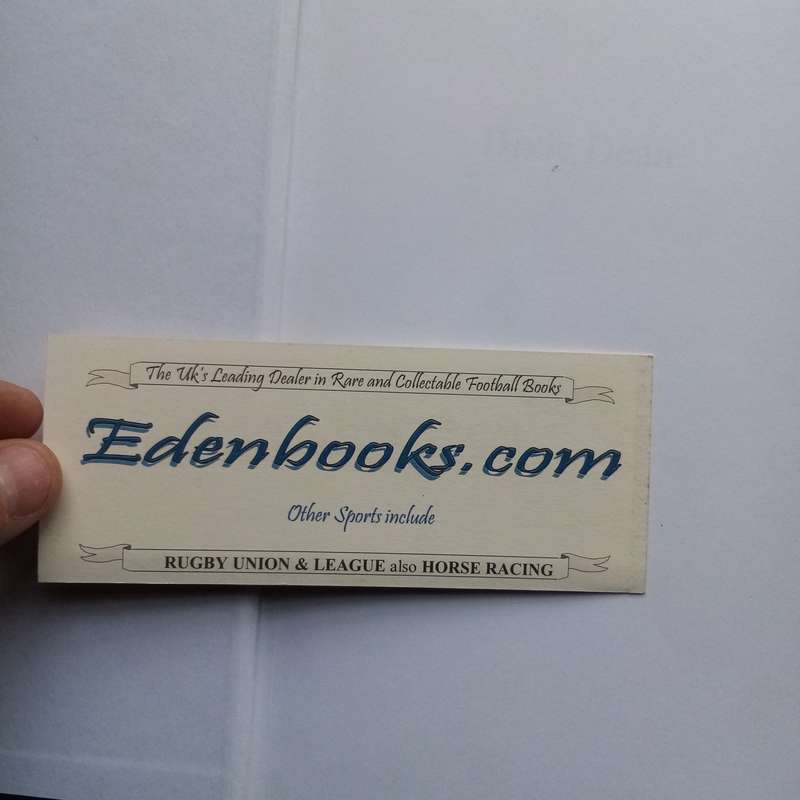 The Uk's Leading Dealer in Rare and Collectable Football Books
Edenbooks.com
Other Sports include
RUGBY UNION & LEAGUE also HORSE RACING